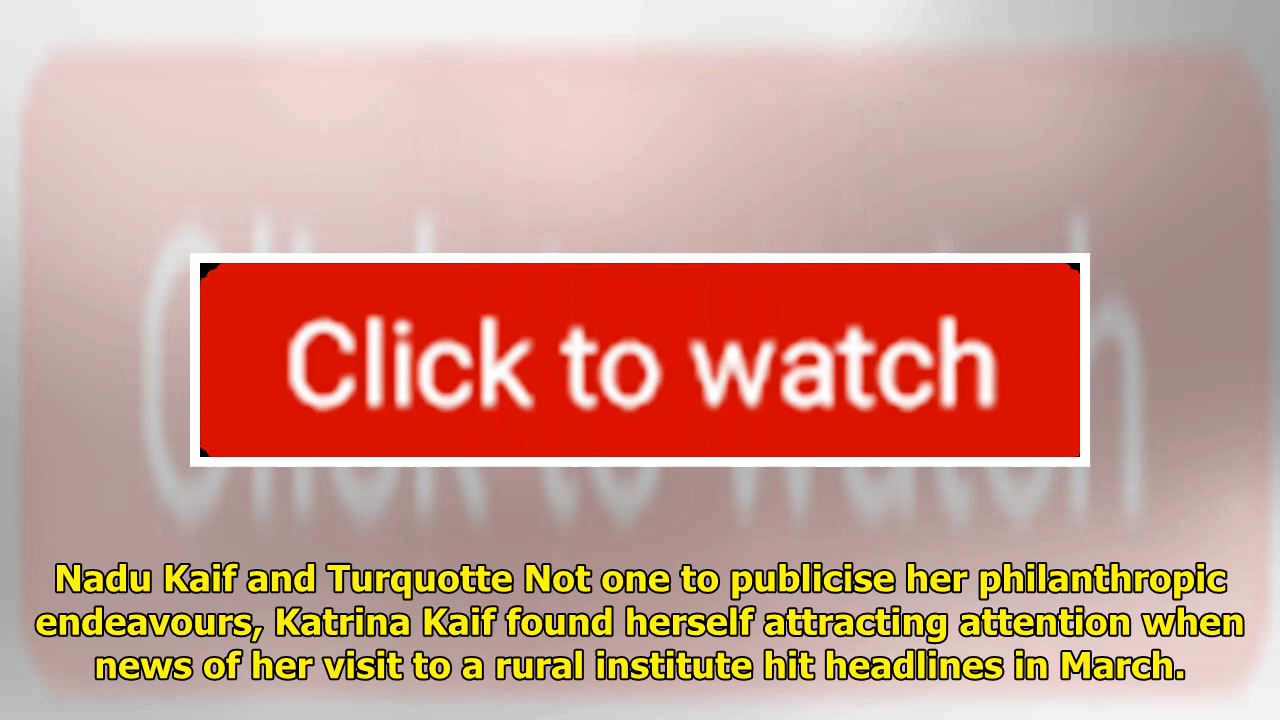 Click to watch
Nadu Kaif and Turquotte Not one to publicise her philanthropic
endeavours, Katrina Kaif found herself attracting attention when
news of her visit to a rural institute hit headlines in March.